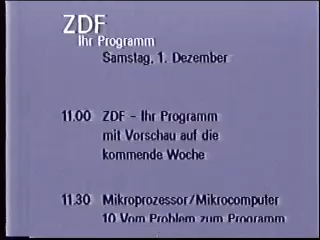 ZDF
Ihr Programm
Samstag, 1. Dezember
11.00 ZDF - Ihr Programm
mit Vorschau auf die
kommende Woche
11.30 Mikroprozessor/Mikrocomputer
10 Vom Problem zum Programm